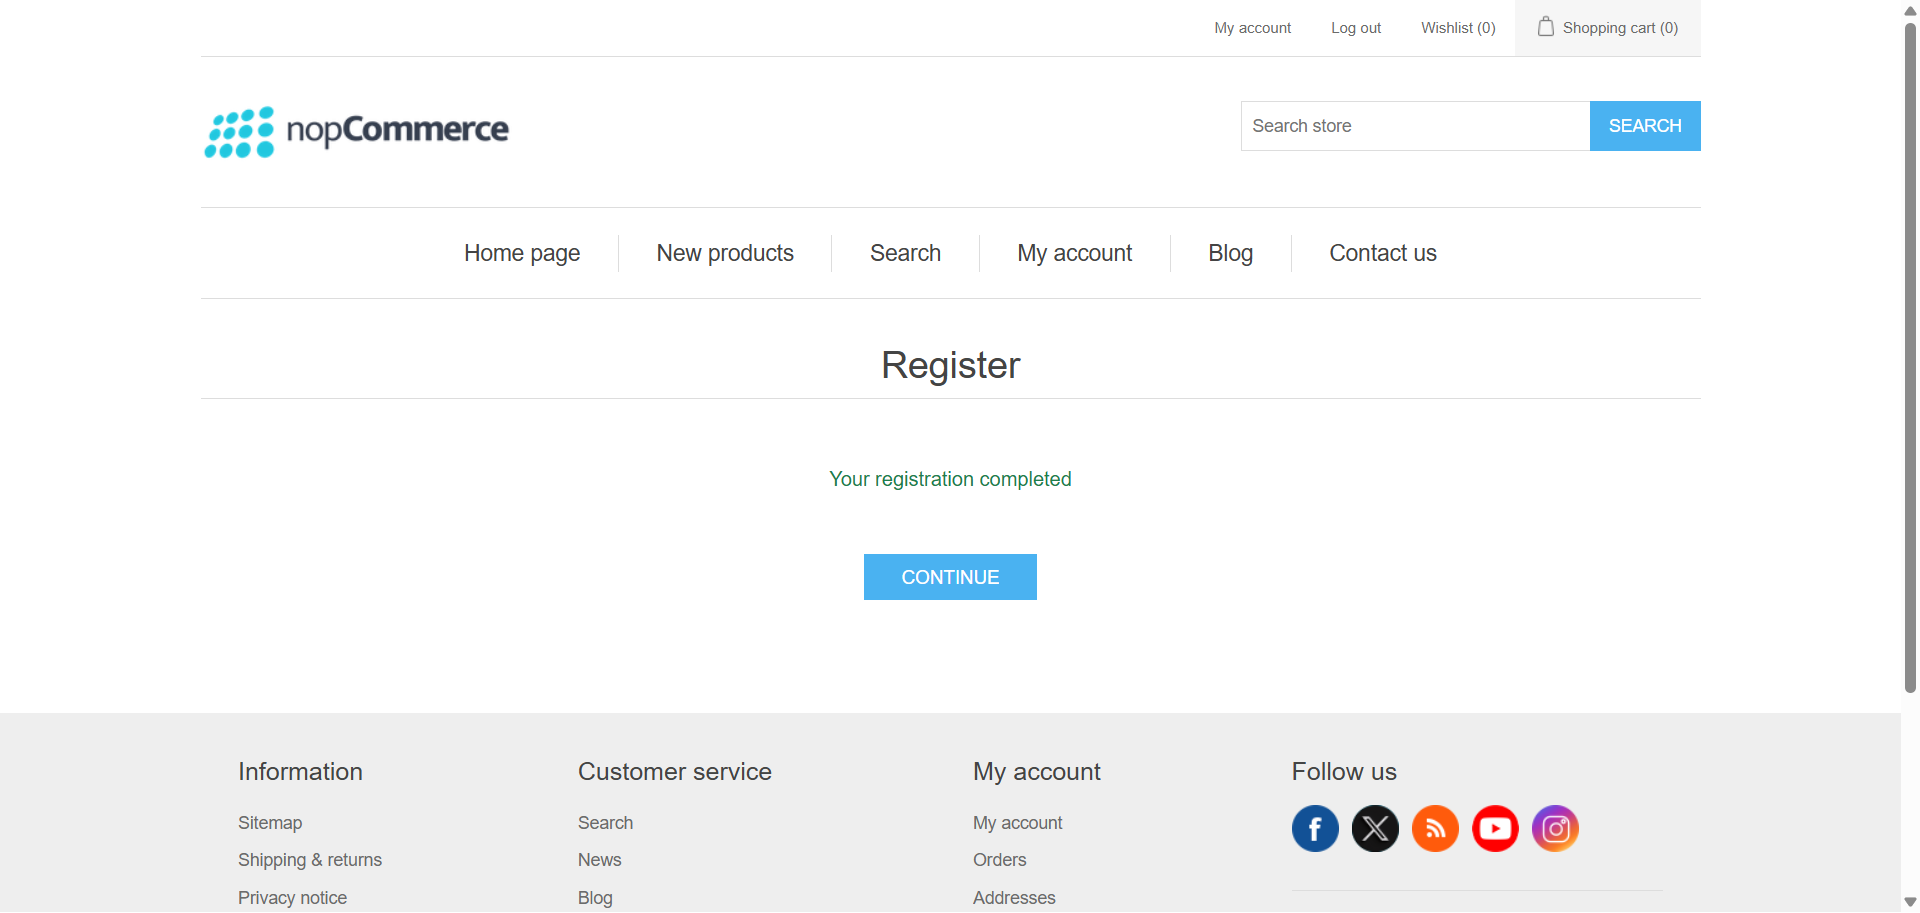 My account Log out Wishlist (0) Shopping cart (0)
nopCommerce
Search store SEARCH
Home page New products Search My account Blog Contact us
Register
Your registration completed
CONTINUE
Information
Sitemap
Shipping & returns
Privacy notice
Customer service
Search
News
Blog
My account
My account
Orders
Addresses
Follow us